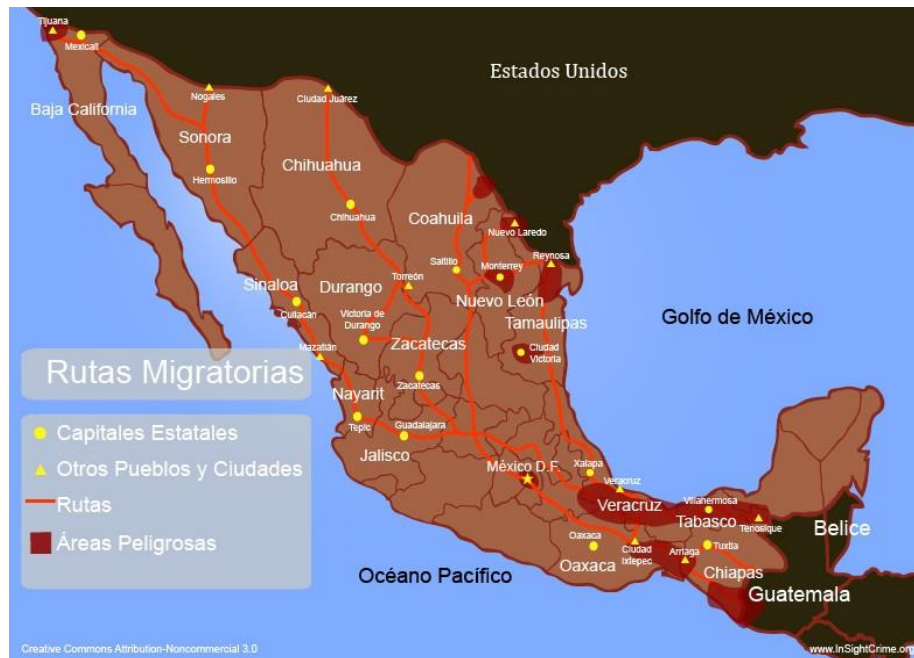 Tijuana
Mexicali
Estados Unidos
Baja California
Nogales
Ciudad Juárez
Sonora
Chihuahua
Hermosillo
Chihuahua
Coahuila
Nuevo Laredo
Saltillo
Monterrey
Reynosa
Sinaloa
Durango
Torreón
Nuevo León
Culiacán
Victoria de
Durango
Tamaulipas
Golfo de México
Mazatlán
Zacatecas
Ciudad
Victoria
Rutas Migratorias
Nayarit
Zacatecas
Capitales Estatales
Tepic
Guadalajara
Jalisco
Otros Pueblos y Ciudades
México D.F.
Xalapa
Veracruz
Rutas
Veracruz
Villahermosa
Tabasco
Tenosique
Belice
Áreas Peligrosas
Oaxaca
Ciudad
Ixtepec
Arriaga
Tuxtla
Océano Pacífico
Oaxaca
Chiapas
Guatemala
Creative Commons Attribution-Noncommercial 3.0
www.InSightCrime.org